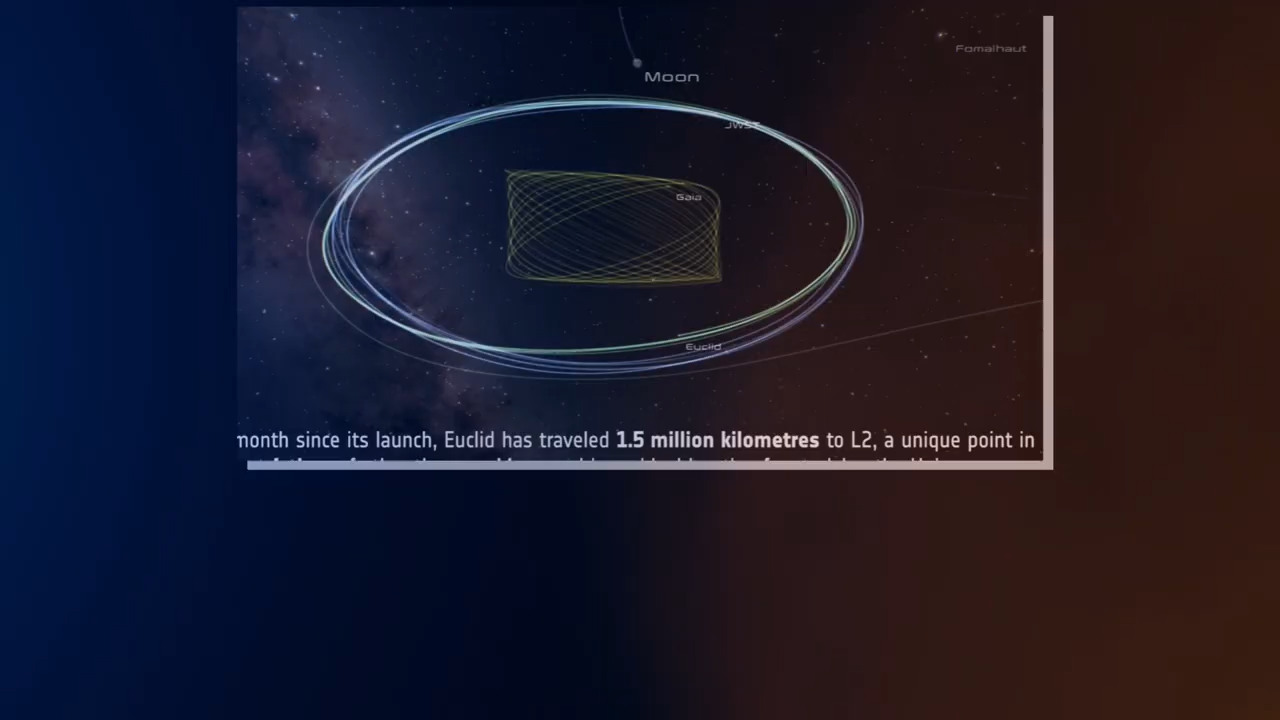 Fomalhaut
Moon
JWST
Gaia
Euclid
month since its launch, Euclid has traveled 1.5 million kilometres to L2, a unique point in